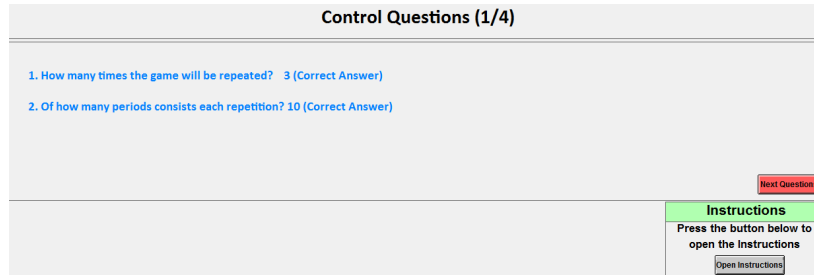 Control Questions (1/4)
1. How many times the game will be repeated? 3 (Correct Answer)
2. Of how many periods consists each repetition? 10 (Correct Answer)
Next Question
Instructions
Press the button below to
open the Instructions
Open Instructions